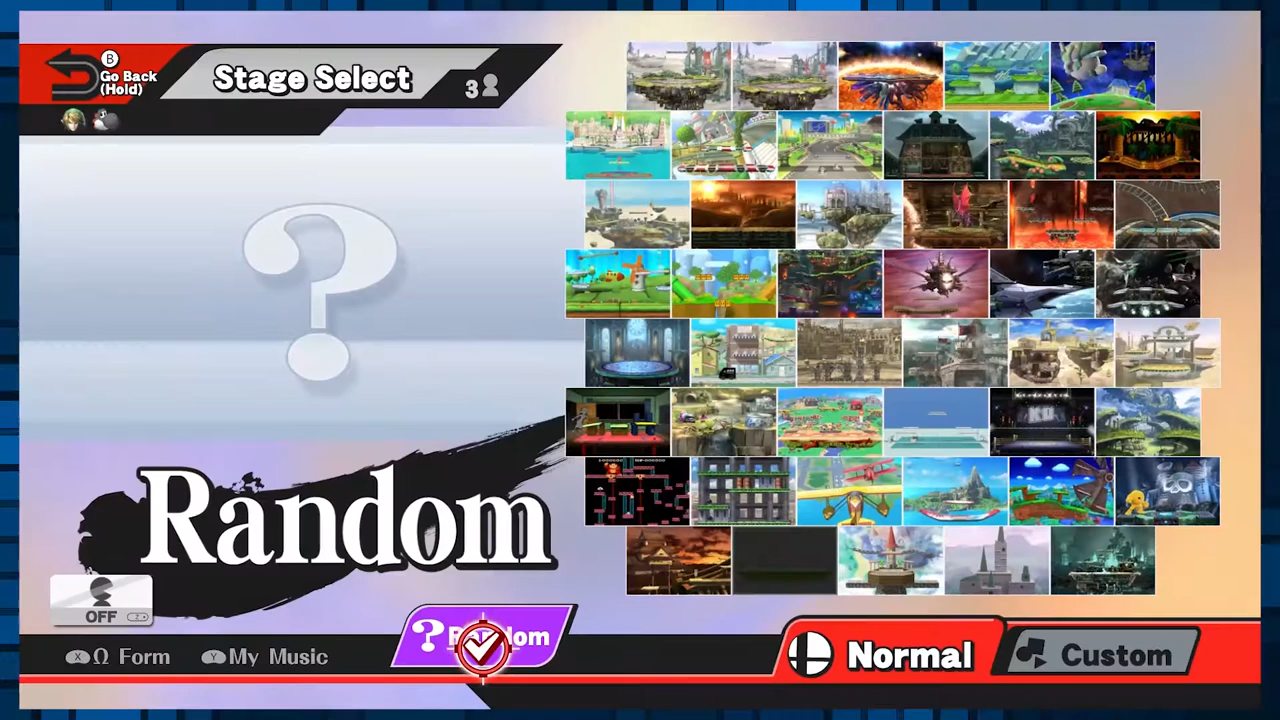 B
Go Back
(Hold)
Stage Select
3
Random
OFF
X Ω Form
Y My Music
? Random
Normal
Custom